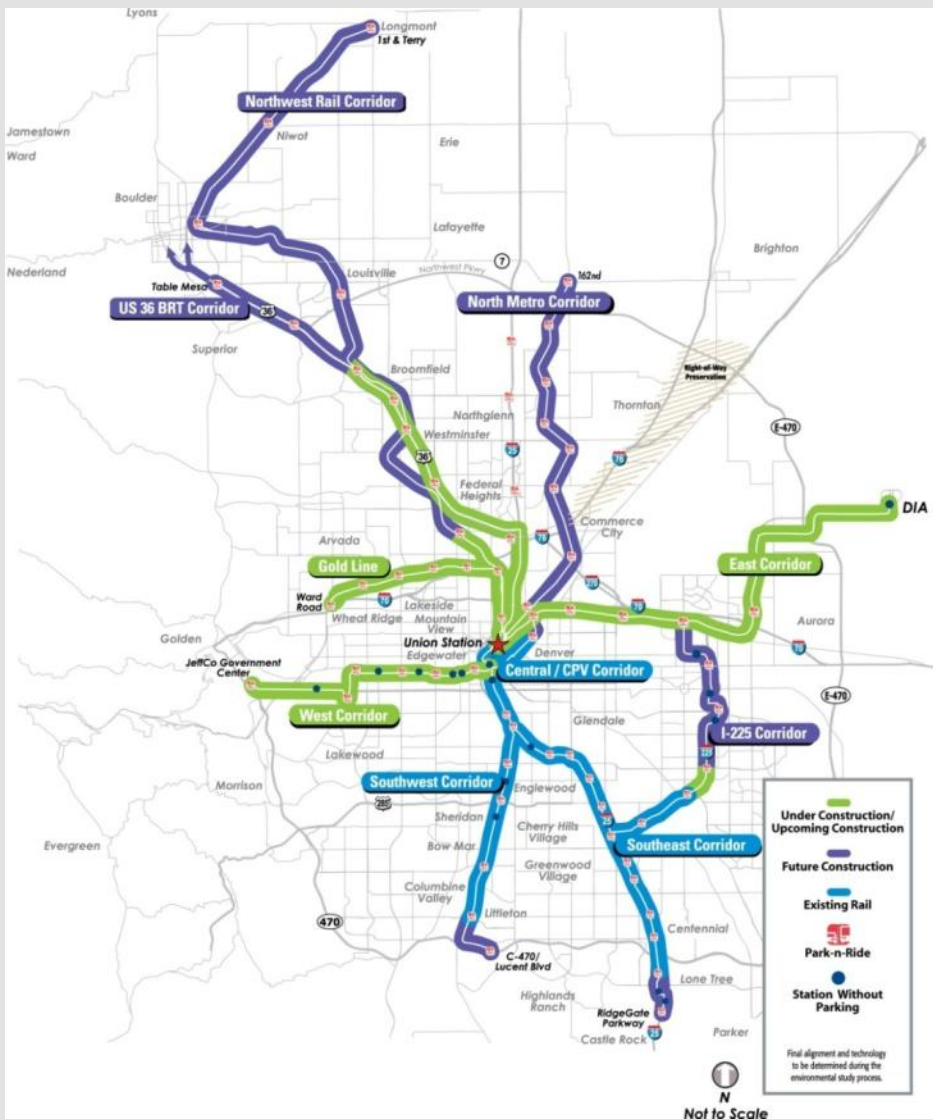 Lyons
Longmont
1st & Terry
Northwest Rail Corridor
Jamestown
Niwot
Erie
Ward
Boulder
Lafayette
Brighton
Nederland
Louisville
Northwest Pkwy
7
162nd
Table Mesa
US 36 BRT Corridor
36
North Metro Corridor
Superior
Broomfield
Right-of-Way
Preservation
Thornton
Northglenn
E-470
Westminster
25
36
76
Federal
Heights
DIA
Commerce
City
Arvada
76
East Corridor
Gold Line
270
Ward
Road
70
Lakeside
70
Wheat Ridge
Mountain
View
Aurora
Golden
Union Station
Edgewater
Denver
70
JeffCo Government
Center
Central / CPV Corridor
E-470
West Corridor
Glendale
I-225 Corridor
Lakewood
225
Morrison
Southwest Corridor
Englewood
285
Sheridan
25
Cherry Hills
Village
Southeast Corridor
Evergreen
Bow Mar
Greenwood
Village
Columbine
Valley
Littleton
470
Centennial
C-470/
Lucent Blvd
Lone Tree
Highlands
Ranch
RidgeGate
Parkway
25
Castle Rock
Parker
Under Construction/
Upcoming Construction
Future Construction
Existing Rail
Park-n-Ride
Station Without
Parking
Final alignment and technology
to be determined during the
environmental study process.
N
Not to Scale